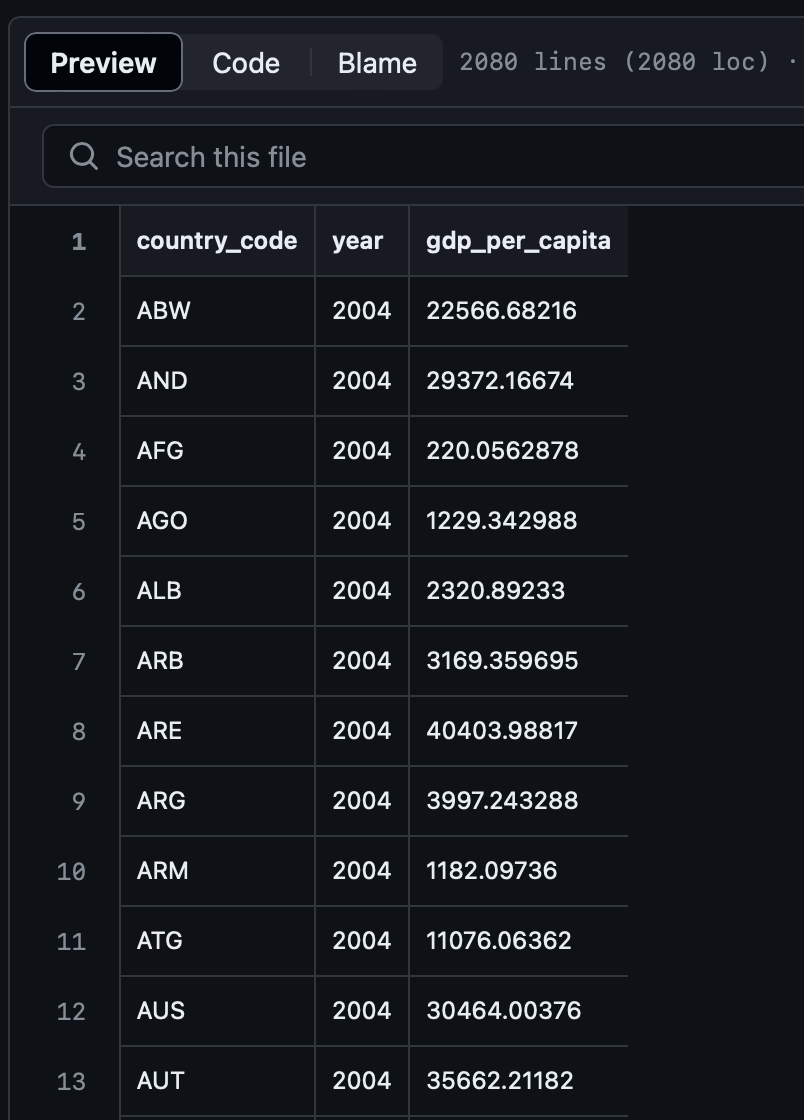 Preview Code Blame 2080 lines (2080 loc) ·
Search this file
1 country_code year gdp_per_capita
2 ABW 2004 22566.68216
3 AND 2004 29372.16674
4 AFG 2004 220.0562878
5 AGO 2004 1229.342988
6 ALB 2004 2320.89233
7 ARB 2004 3169.359695
8 ARE 2004 40403.98817
9 ARG 2004 3997.243288
10 ARM 2004 1182.09736
11 ATG 2004 11076.06362
12 AUS 2004 30464.00376
13 AUT 2004 35662.21182